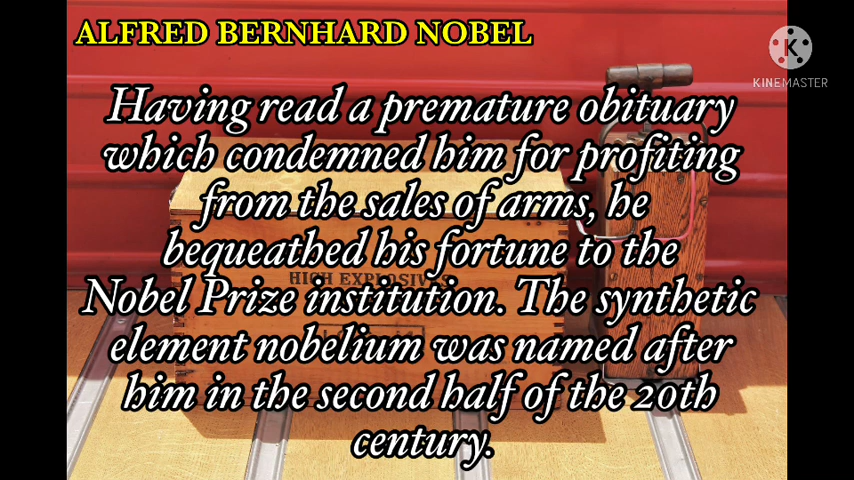 ALFRED BERNHARD NOBEL
K
KINEMASTER
Having read a premature obituary
which condemned him for profiting
from the sales of arms, he
bequeathed his fortune to the
HIGH EXPLOSIVES
Nobel Prize institution. The synthetic
element nobelium was named after
him in the second half of the 20th
century.